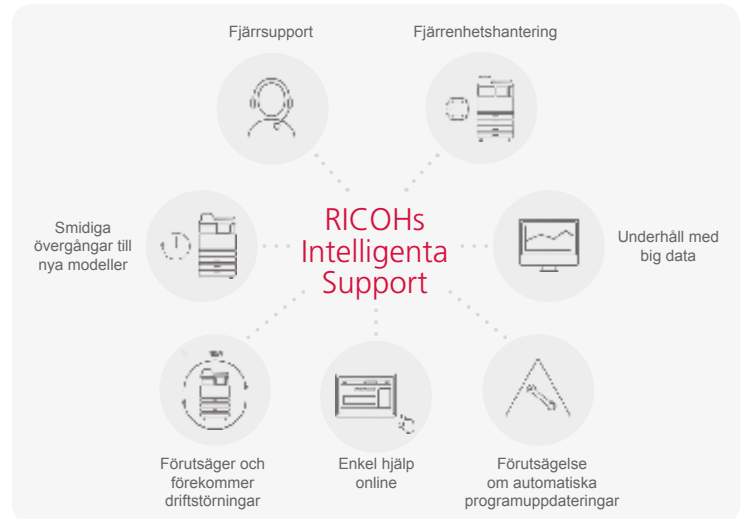 Fjärrsupport
Fjärrenhetshantering
RICOHs
Intelligenta
Support
Smidiga
övergångar till
nya modeller
Underhåll med
big data
Förutsäger och
förekommer
driftstörningar
Enkel hjälp
online
Förutsägelse
om automatiska
programuppdateringar